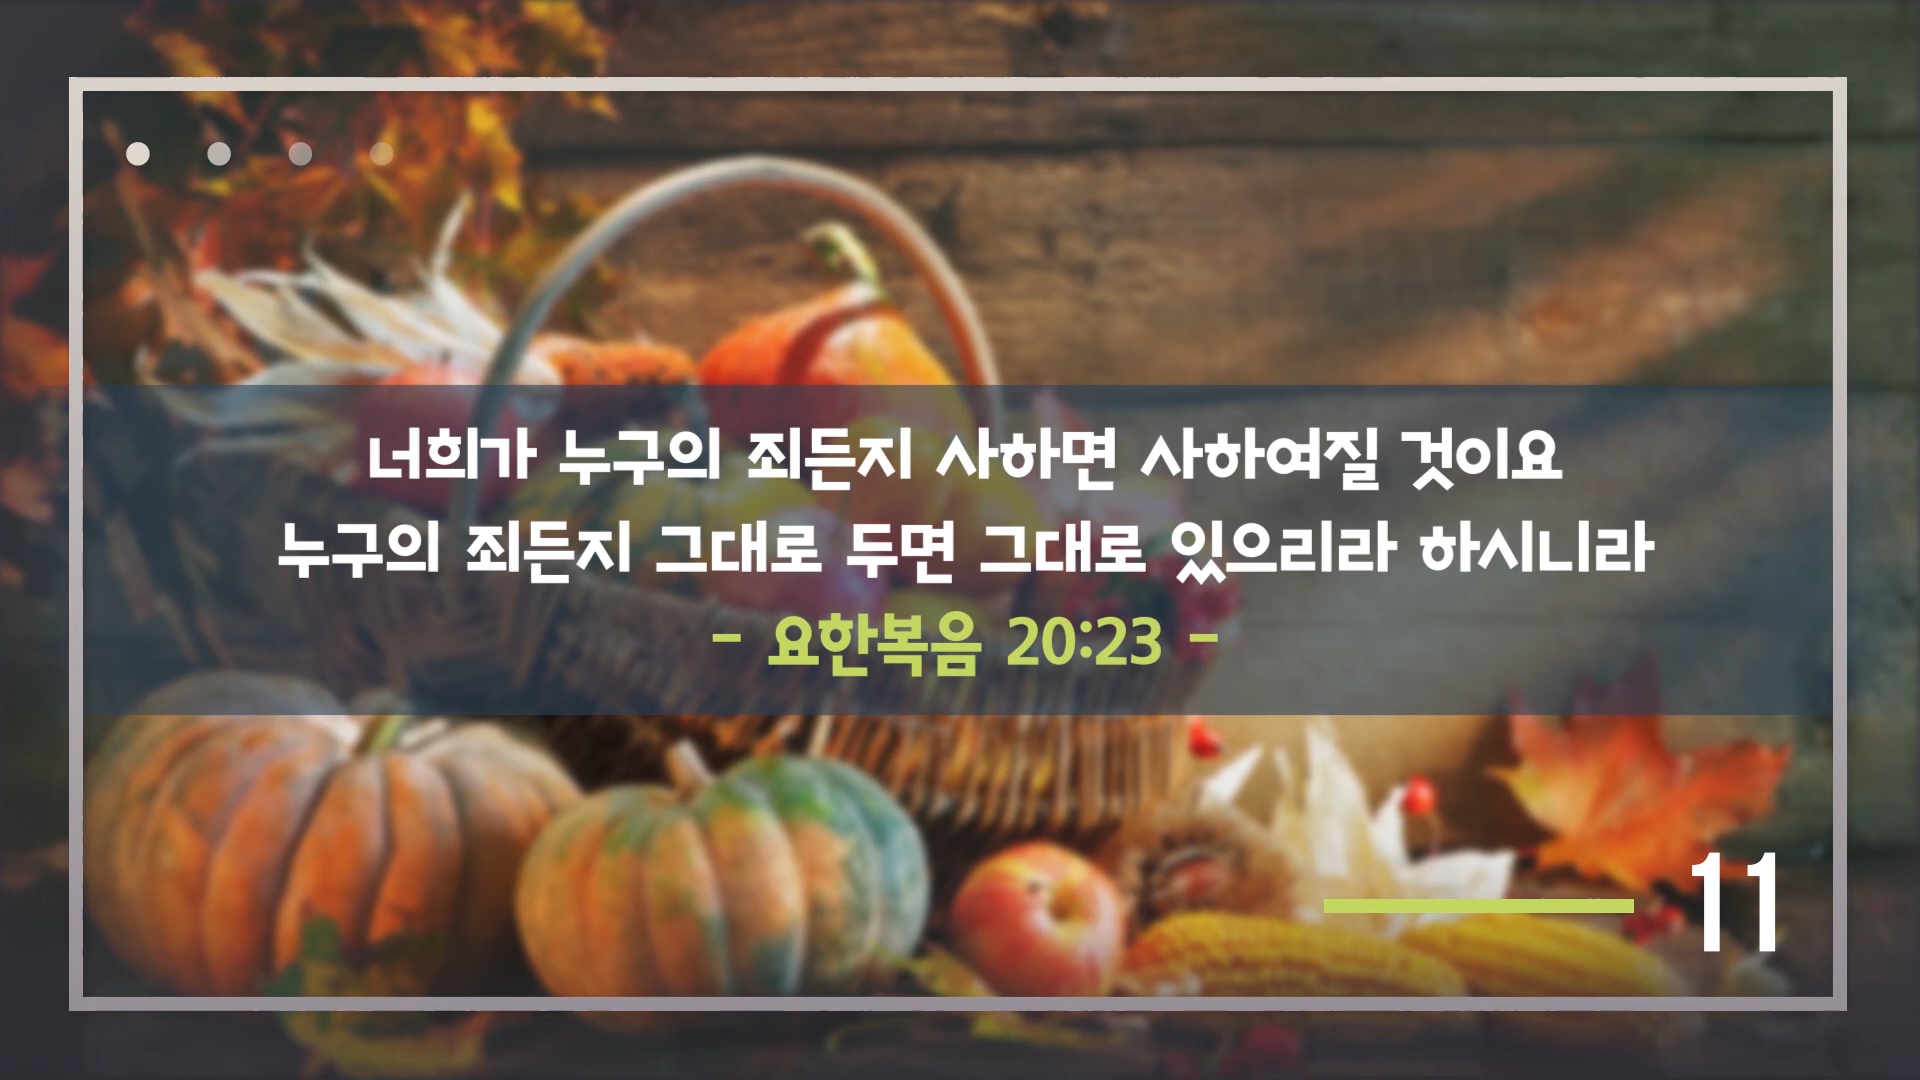 너희가 누구의 죄든지 사하면 사하여질 것이요
누구의 죄든지 그대로 두면 그대로 있으리라 하시니라
- 요한복음 20:23 -
11